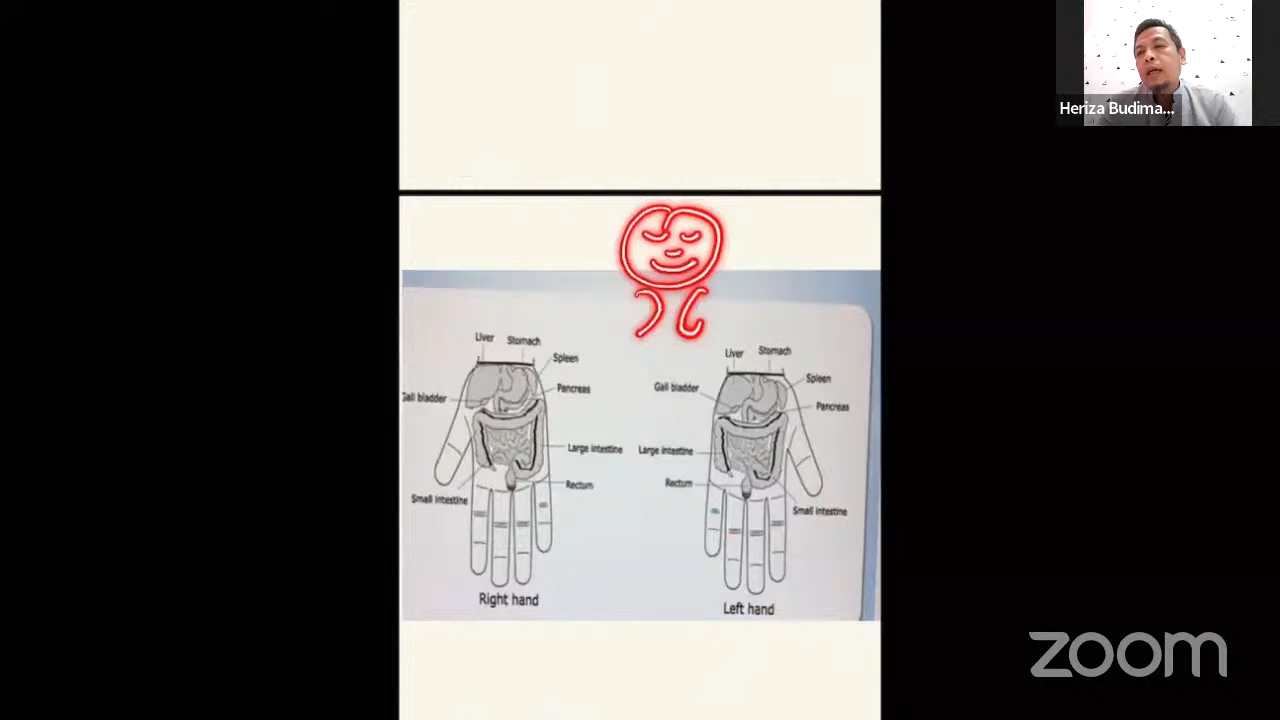 Heriza Budima...
Liver
Stomach
Spleen
Gall bladder
Pancreas
Large intestine
Rectum
Small intestine
Right hand
Liver
Stomach
Spleen
Gall bladder
Pancreas
Large intestine
Rectum
Small intestine
Left hand
zoom